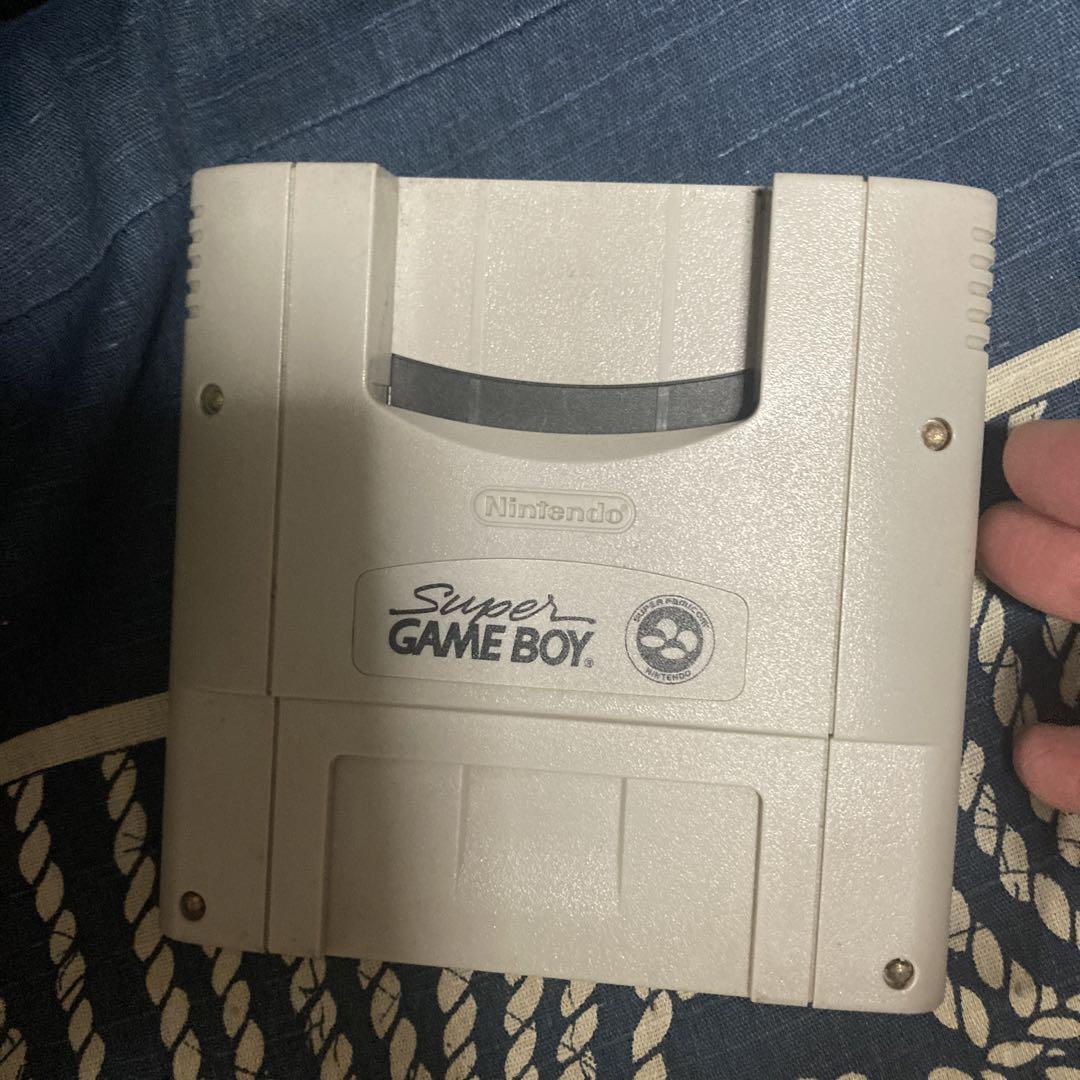 Nintendo®
Super
GAME BOY®
SUPER FAMICOM
NINTENDO